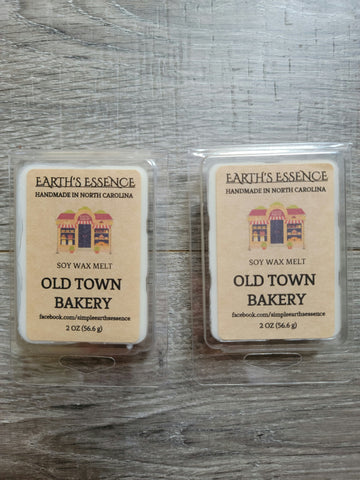 EARTH'S ESSENCE
HANDMADE IN NORTH CAROLINA
SOY WAX MELT
OLD TOWN
BAKERY
facebook.com/simpleearthsessence
2 OZ (56.6 g)
EARTH'S ESSENCE
HANDMADE IN NORTH CAROLINA
SOY WAX MELT
OLD TOWN
BAKERY
facebook.com/simpleearthsessence
2 OZ (56.6 g)